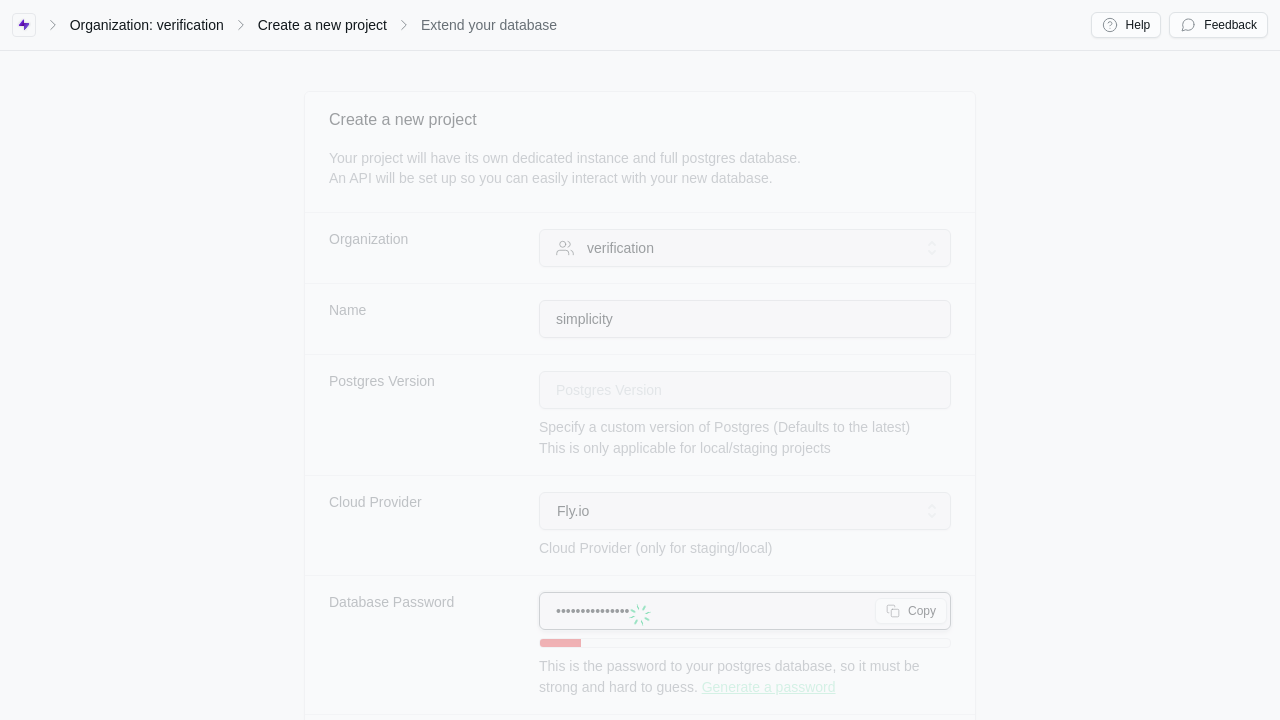 Organization: verification
Create a new project
Extend your database
Help
Feedback
Create a new project
Your project will have its own dedicated instance and full postgres database.
An API will be set up so you can easily interact with your new database.
Organization
verification
Name
simplicity
Postgres Version
Postgres Version
Specify a custom version of Postgres (Defaults to the latest)
This is only applicable for local/staging projects
Cloud Provider
Fly.io
Cloud Provider (only for staging/local)
Database Password
•••••••••••••••
Copy
This is the password to your postgres database, so it must be
strong and hard to guess. Generate a password